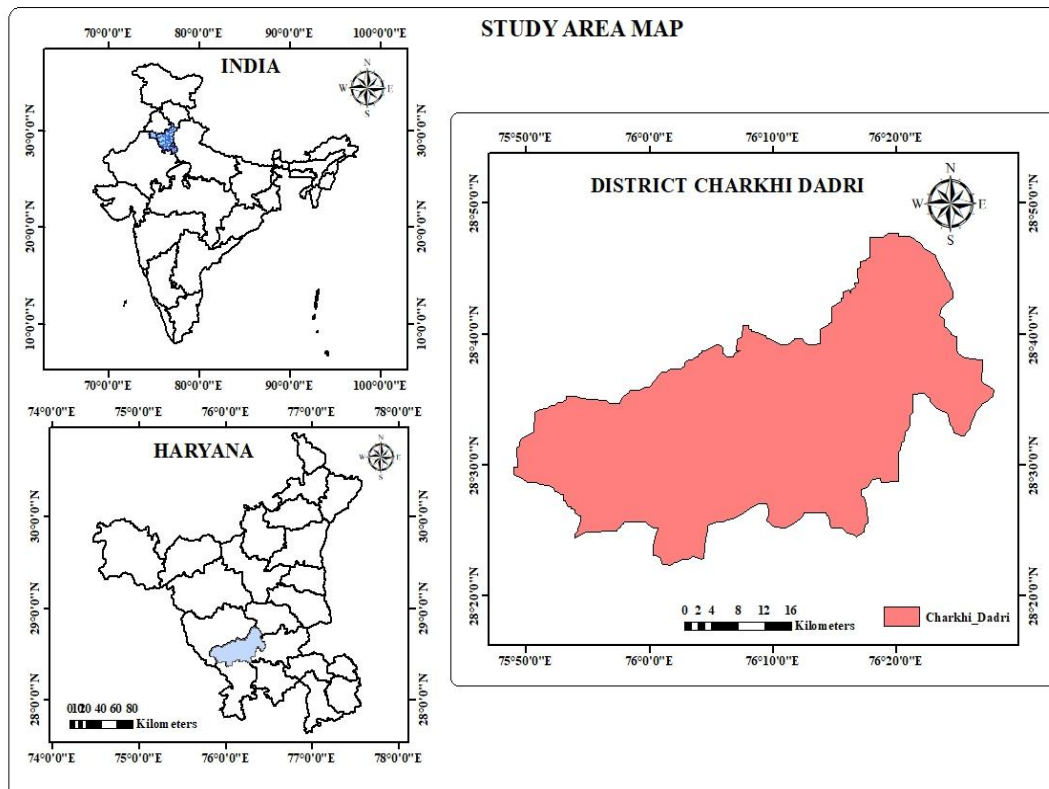 STUDY AREA MAP
70°0'0"E 80°0'0"E 90°0'0"E 100°0'0"E
INDIA
N
W E
S
30°0'0"N 30°0'0"N
20°0'0"N 20°0'0"N
10°0'0"N 10°0'0"N
70°0'0"E 80°0'0"E 90°0'0"E 100°0'0"E
74°0'0"E 75°0'0"E 76°0'0"E 77°0'0"E 78°0'0"E
HARYANA
N
W E
S
30°0'0"N 30°0'0"N
29°0'0"N 29°0'0"N
28°0'0"N 28°0'0"N
0 10 20 40 60 80
Kilometers
74°0'0"E 75°0'0"E 76°0'0"E 77°0'0"E 78°0'0"E
75°50'0"E 76°0'0"E 76°10'0"E 76°20'0"E
DISTRICT CHARKHI DADRI
N
W E
S
28°50'0"N 28°50'0"N
28°40'0"N 28°40'0"N
28°30'0"N 28°30'0"N
28°20'0"N 28°20'0"N
0 2 4 8 12 16
Kilometers
Charkhi_Dadri
75°50'0"E 76°0'0"E 76°10'0"E 76°20'0"E